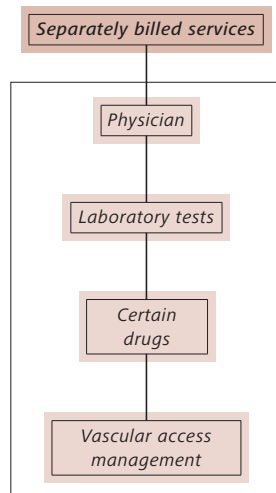 Separately billed services
Physician
Laboratory tests
Certain
drugs
Vascular access
management